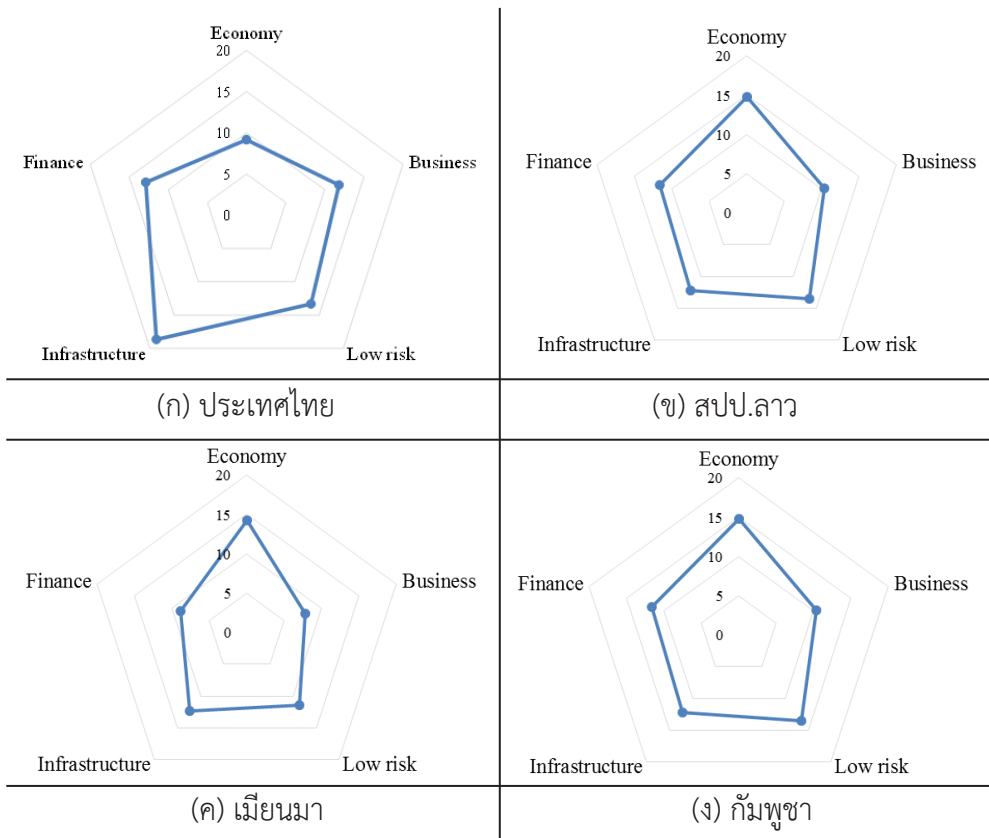 Economy
20
15
10
5
0
Finance
Business
Infrastructure
Low risk
(ก) ประเทศไทย
Economy
20
15
10
5
0
Finance
Business
Infrastructure
Low risk
(ข) สปป.ลาว
Economy
20
15
10
5
0
Finance
Business
Infrastructure
Low risk
(ค) เมียนมา
Economy
20
15
10
5
0
Finance
Business
Infrastructure
Low risk
(ง) กัมพูชา